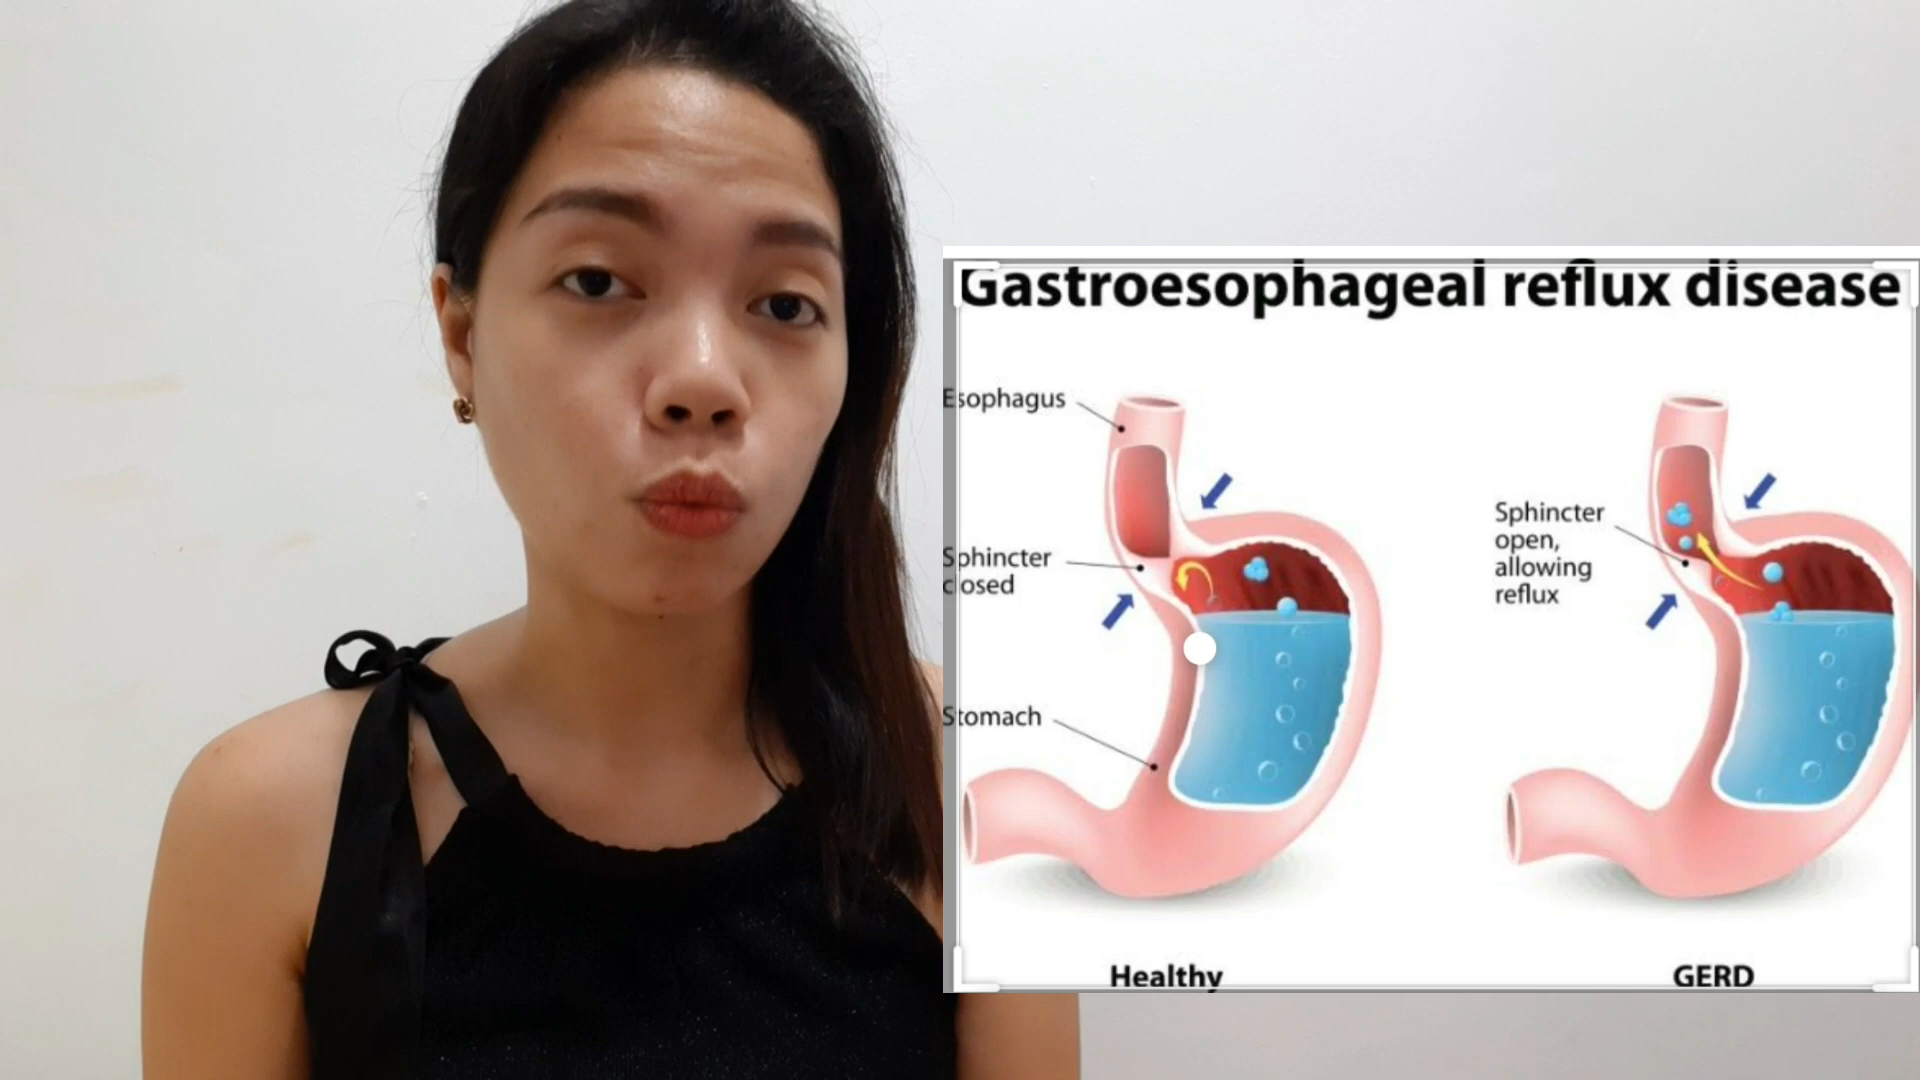 Gastroesophageal reflux disease
Esophagus
Sphincter
closed
Stomach
Sphincter
open,
allowing
reflux
Healthy
GERD